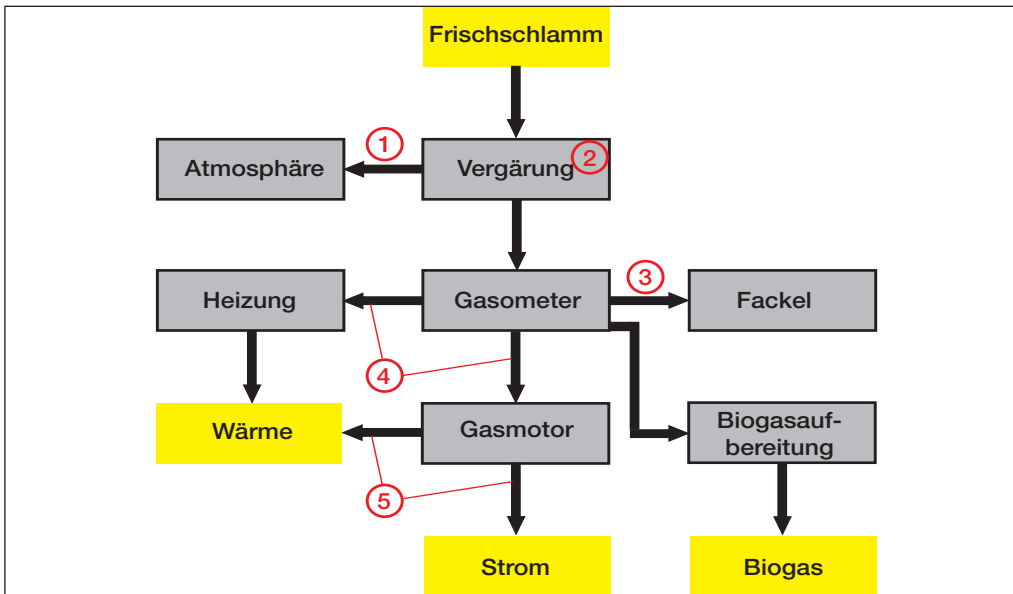 Frischschlamm
1
Atmosphäre
Vergärung 2
3
Heizung
Gasometer
Fackel
4
Wärme
Gasmotor
Biogasauf-
bereitung
5
Strom
Biogas